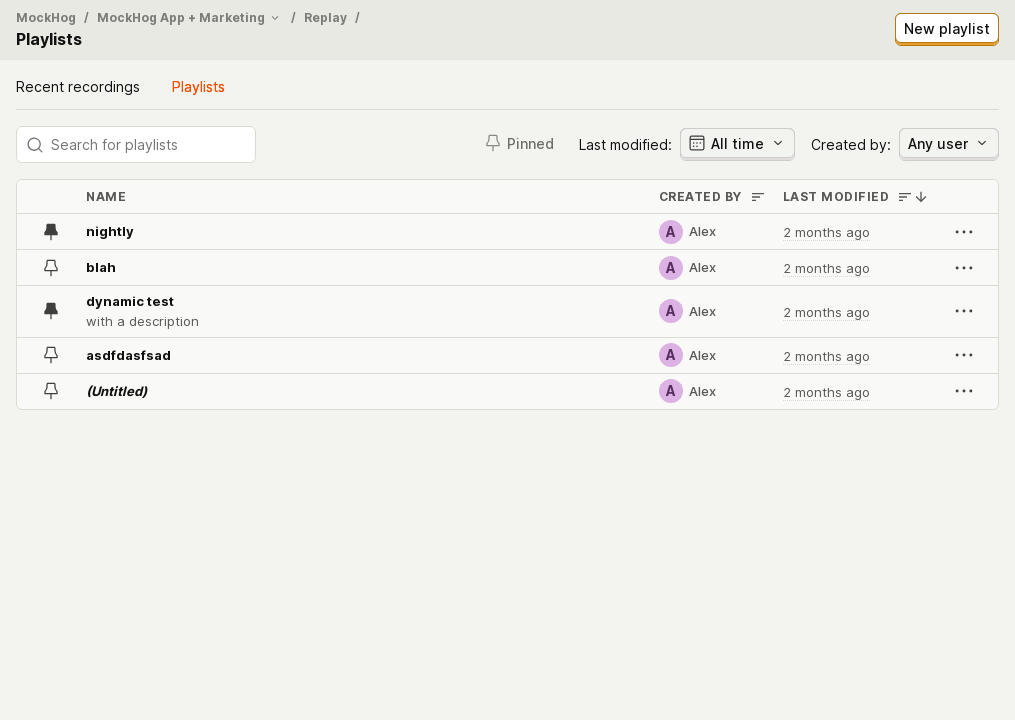 MockHog / MockHog App + Marketing / Replay /
Playlists
New playlist
Recent recordings Playlists
Search for playlists
Pinned Last modified: All time Created by: Any user
NAME CREATED BY LAST MODIFIED
nightly A Alex 2 months ago
blah A Alex 2 months ago
dynamic test
with a description A Alex 2 months ago
asdfdasfsad A Alex 2 months ago
(Untitled) A Alex 2 months ago